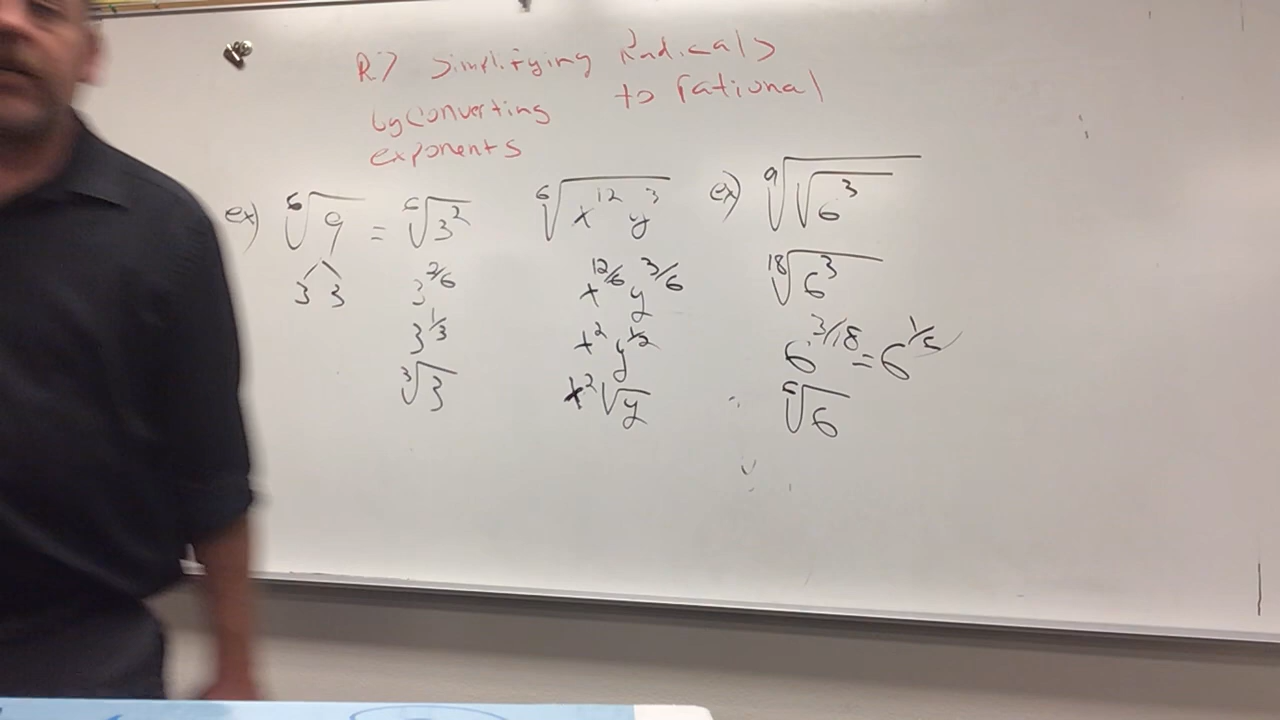 R.7 Simplifying Radicals
by converting to rational
exponents
ex) ⁶√9 = ⁶√3²
3 3
3^2/6
3^1/3
³√3
⁶√x¹²y³
x^12/6 y^3/6
x² y^1/2
x²√y
ex) ⁹√√6³
¹⁸√6³
6^3/18 = 6^1/6
⁶√6